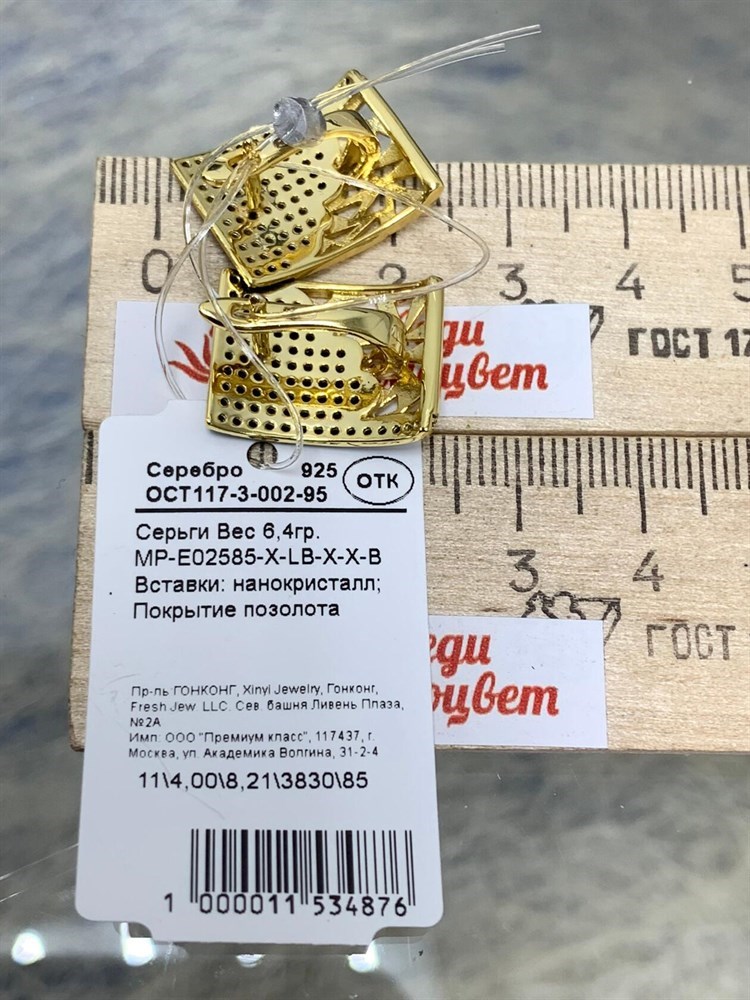 0 2 3 4 5
ГОСТ 17
еди
цвет
3 4
ГОСТ
еди
оцвет
Серебро 925 ОТК
ОСТ117-3-002-95
Серьги Вес 6,4гр.
MP-E02585-X-LB-X-X-B
Вставки: нанокристалл;
Покрытие позолота
Пр-ль ГОНКОНГ, Xinyi Jewelry, Гонконг,
Fresh Jew LLC. Сев. башня Ливень Плаза,
№2А
Имп: ООО "Премиум класс", 117437, г.
Москва, ул. Академика Волгина, 31-2-4
11\4,00\8,21\3830\85
1 000011 534876